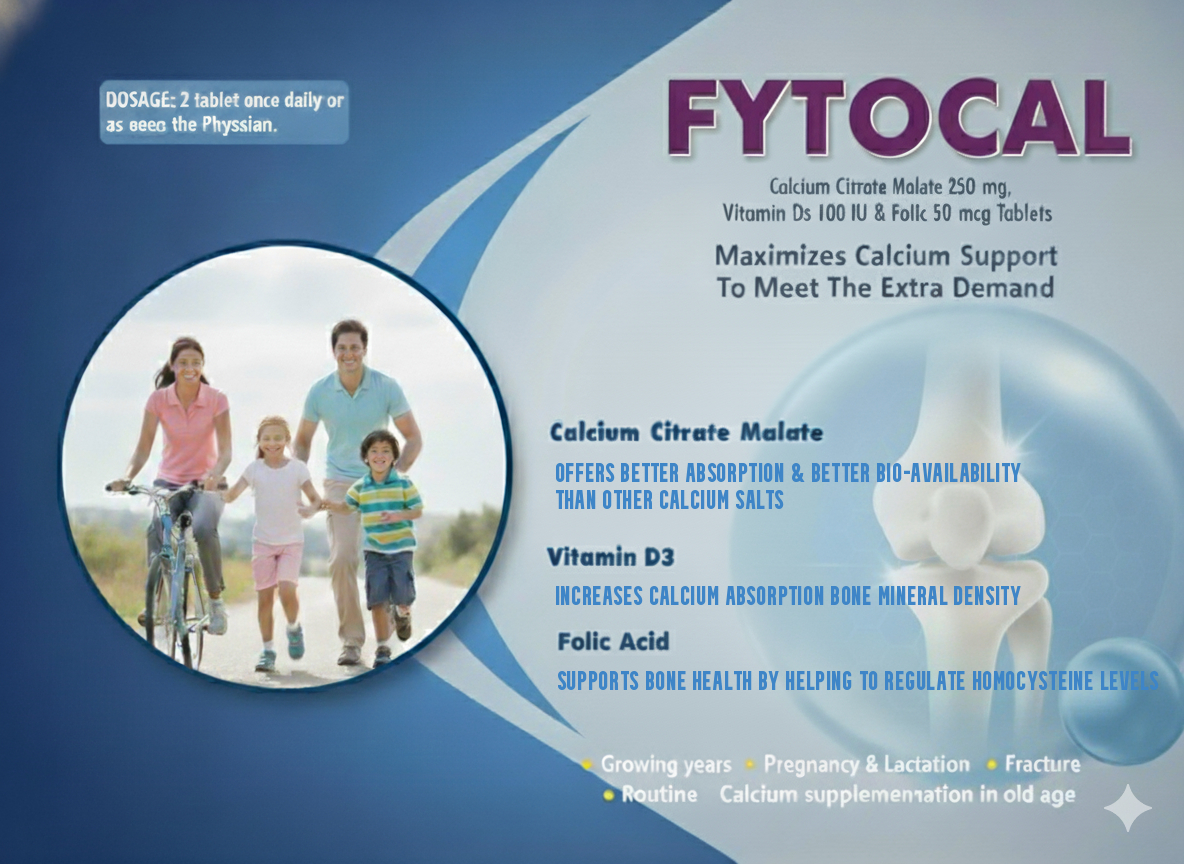 DOSAGE: 2 tablet once daily or
as the Physsian.
FYTOCAL
Calcium Citrote Malate 250 mg,
Vitamin Ds 100 IU & Folic 50 mcg Tablets
Maximizes Calcium Support
To Meet The Extra Demand
Calcium Citrate Malate
OFFERS BETTER ABSORPTION & BETTER BIO-AVAILABILITY
THAN OTHER CALCIUM SALTS
Vitamin D3
INCREASES CALCIUM ABSORPTION BONE MINERAL DENSITY
Folic Acid
SUPPORTS BONE HEALTH BY HELPING TO REGULATE HOMOCYSTEINE LEVELS
• Growing years • Pregnancy & Lactation • Fracture
• Routine Calcium in old age